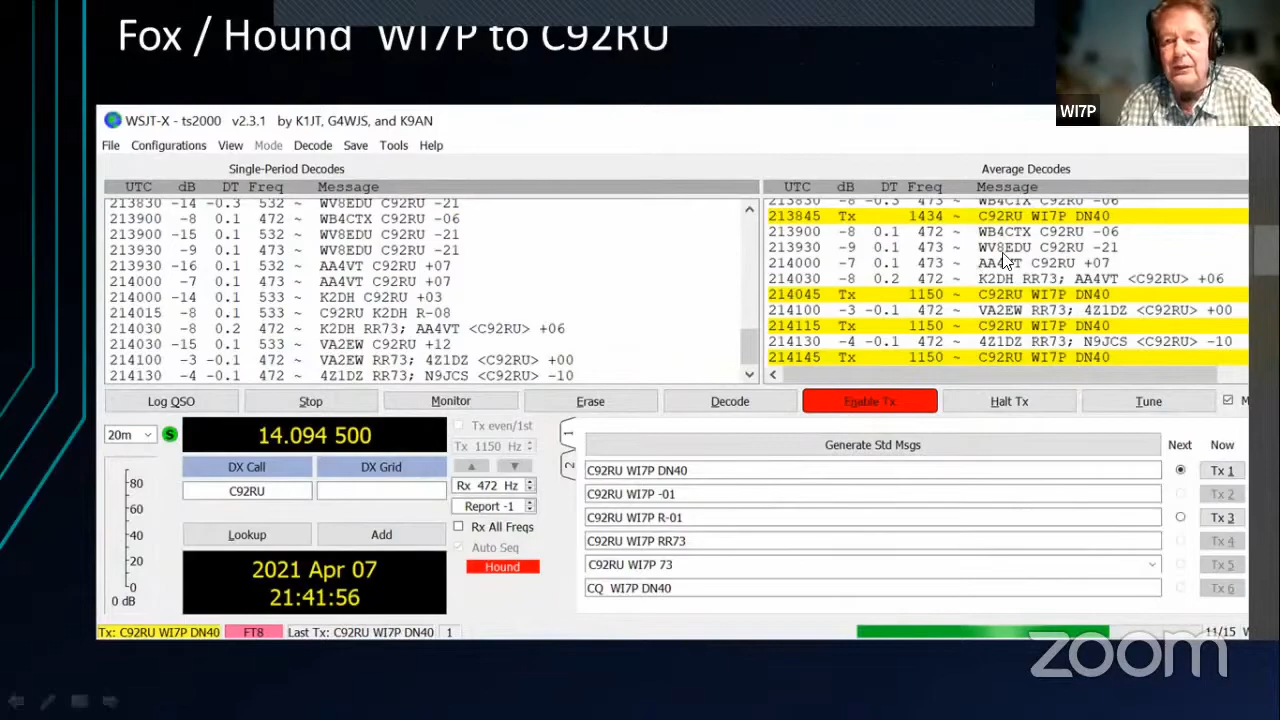 Fox / Hound WI7P to C92RU
WI7P
WSJT-X - ts2000 v2.3.1 by K1JT, G4WJS, and K9AN
File Configurations View Mode Decode Save Tools Help
Single-Period Decodes
UTC dB DT Freq Message
213830 -14 -0.3 532 ~ WV8EDU C92RU -21
213900 -8 0.1 472 ~ WB4CTX C92RU -06
213900 -15 0.1 532 ~ WV8EDU C92RU -21
213930 -9 0.1 473 ~ WV8EDU C92RU -21
213930 -16 0.1 532 ~ AA4VT C92RU +07
214000 -7 0.1 473 ~ AA4VT C92RU +07
214000 -14 0.1 533 ~ K2DH C92RU +03
214015 -8 0.1 533 ~ C92RU K2DH R-08
214030 -8 0.2 472 ~ K2DH RR73; AA4VT <C92RU> +06
214030 -15 0.1 533 ~ VA2EW C92RU +12
214100 -3 -0.1 472 ~ VA2EW RR73; 4Z1DZ <C92RU> +00
214130 -4 -0.1 472 ~ 4Z1DZ RR73; N9JCS <C92RU> -10
Average Decodes
UTC dB DT Freq Message
213830 -8 -0.3 473 ~ WB4CTX C92RU -06
213845 Tx 1434 ~ C92RU WI7P DN40
213900 -8 0.1 472 ~ WB4CTX C92RU -06
213930 -9 0.1 473 ~ WV8EDU C92RU -21
214000 -7 0.1 473 ~ AA4VT C92RU +07
214030 -8 0.2 472 ~ K2DH RR73; AA4VT <C92RU> +06
214045 Tx 1150 ~ C92RU WI7P DN40
214100 -3 -0.1 472 ~ VA2EW RR73; 4Z1DZ <C92RU> +00
214115 Tx 1150 ~ C92RU WI7P DN40
214130 -4 -0.1 472 ~ 4Z1DZ RR73; N9JCS <C92RU> -10
214145 Tx 1150 ~ C92RU WI7P DN40
Log QSO Stop Monitor Erase Decode Enable Tx Halt Tx Tune M
20m S 14.094 500
Tx even/1st
Tx 1150 Hz
DX Call DX Grid
C92RU
Rx 472 Hz
Report -1
Lookup Add
Rx All Freqs
Auto Seq
Hound
80
60
40
20
0
0 dB
2021 Apr 07
21:41:56
1
2
Generate Std Msgs Next Now
C92RU WI7P DN40 Tx 1
C92RU WI7P -01 Tx 2
C92RU WI7P R-01 Tx 3
C92RU WI7P RR73 Tx 4
C92RU WI7P 73 Tx 5
CQ WI7P DN40 Tx 6
Tx: C92RU WI7P DN40 FT8 Last Tx: C92RU WI7P DN40 1 11/15 W
zoom